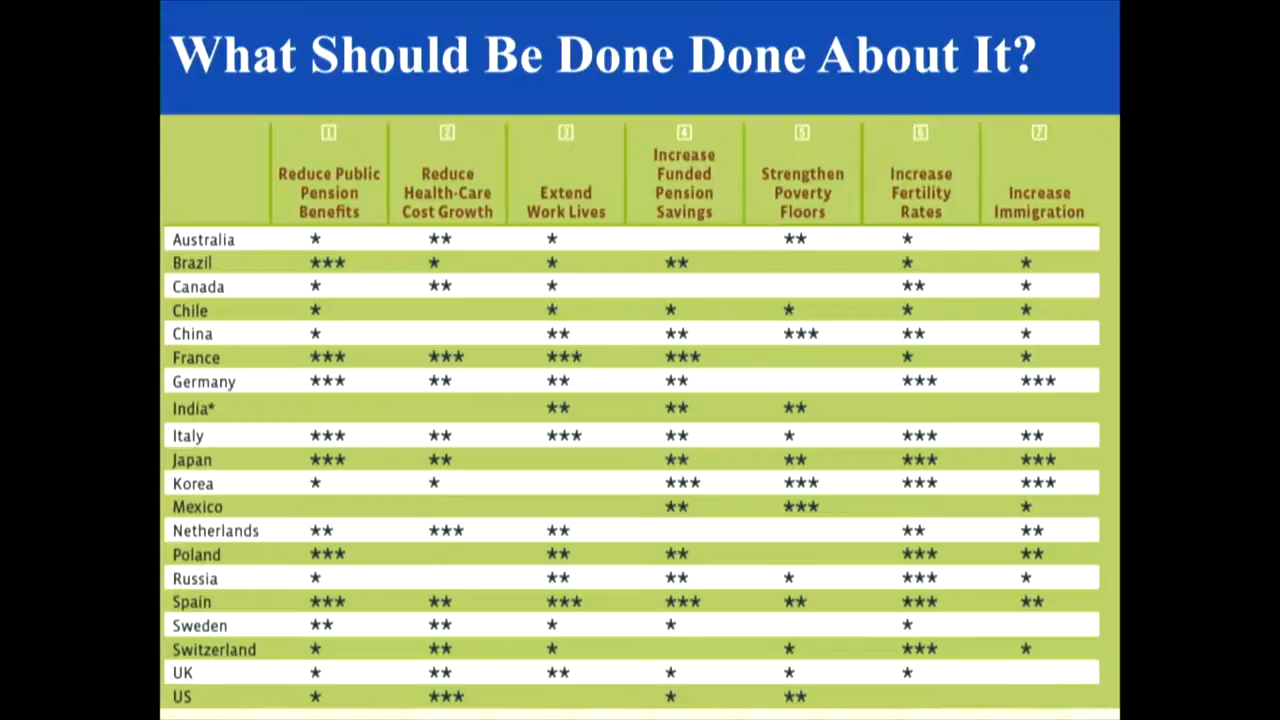 What Should Be Done Done About It?
1 2 3 4 5 6 7
Reduce Public Pension Benefits
Reduce Health-Care Cost Growth
Extend Work Lives
Increase Funded Pension Savings
Strengthen Poverty Floors
Increase Fertility Rates
Increase Immigration
Australia * ** * ** *
Brazil *** * * ** * *
Canada * ** * ** *
Chile * * * * * *
China * ** ** *** ** *
France *** *** *** *** * *
Germany *** ** ** ** *** ***
India* ** ** **
Italy *** ** *** ** * *** **
Japan *** ** ** ** *** ***
Korea * * *** *** *** ***
Mexico ** *** *
Netherlands ** *** ** ** **
Poland *** ** ** *** **
Russia * ** ** * *** *
Spain *** ** *** *** ** *** **
Sweden ** ** * * *
Switzerland * ** * * *** *
UK * ** ** * * *
US * *** * **